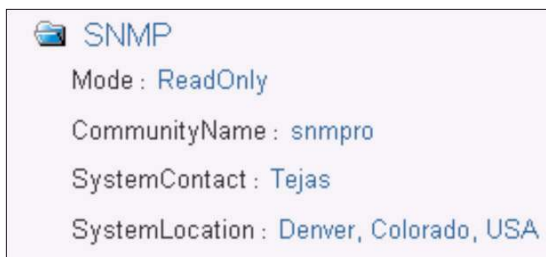 SNMP
Mode : ReadOnly
CommunityName : snmpro
SystemContact : Tejas
SystemLocation : Denver, Colorado, USA